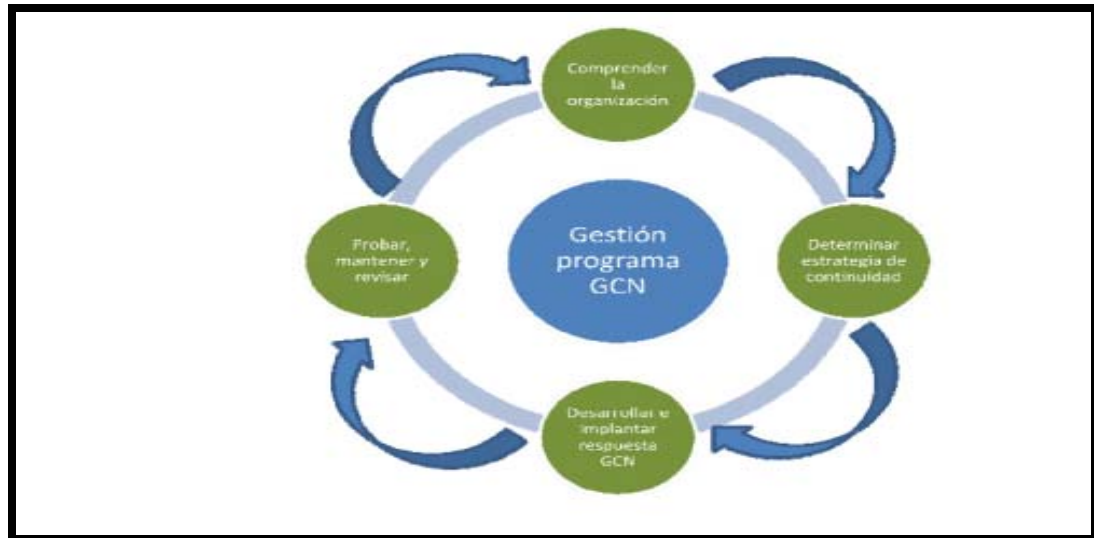 Comprender
la
organización
Gestión
programa
GCN
Determinar
estrategia de
continuidad
Desarrollar e
implantar
respuesta
GCN
Probar,
mantener y
revisar